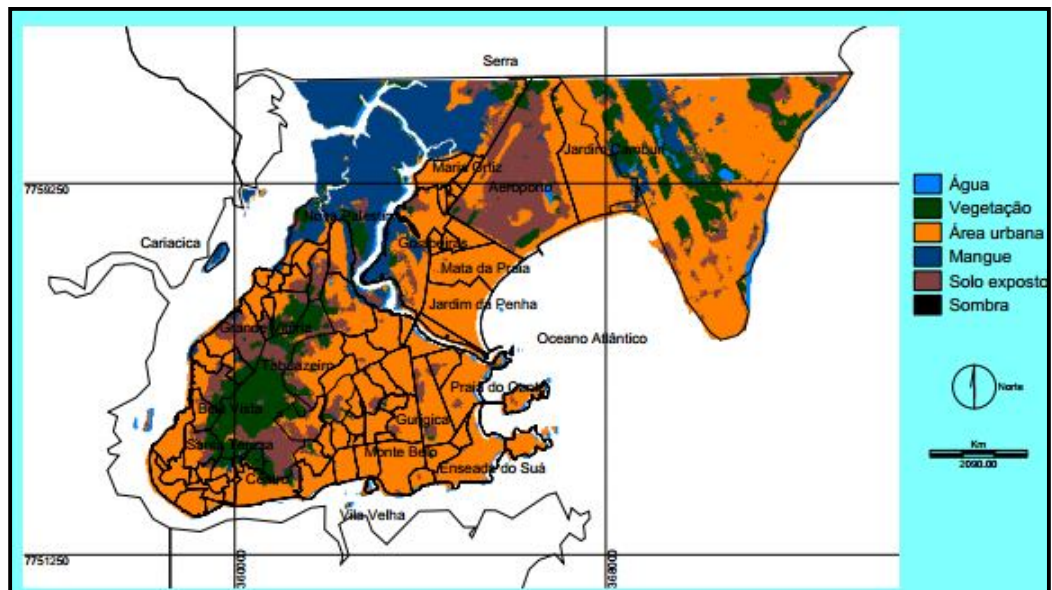 Serra
Jardim Camburi
Maria Ortiz
Aeroporto
7759250
Nova Palestina
Goiabeiras
Cariacica
Mata da Praia
Jardim da Penha
Grande Vitória
Oceano Atlântico
Tabuazeiro
Praia do Canto
Bela Vista
Gurigica
Santa Tereza
Monte Belo
Centro
Enseada do Suá
Vila Velha
7751250
360000
368000
Água
Vegetação
Área urbana
Mangue
Solo exposto
Sombra
Norte
Km
2090.00